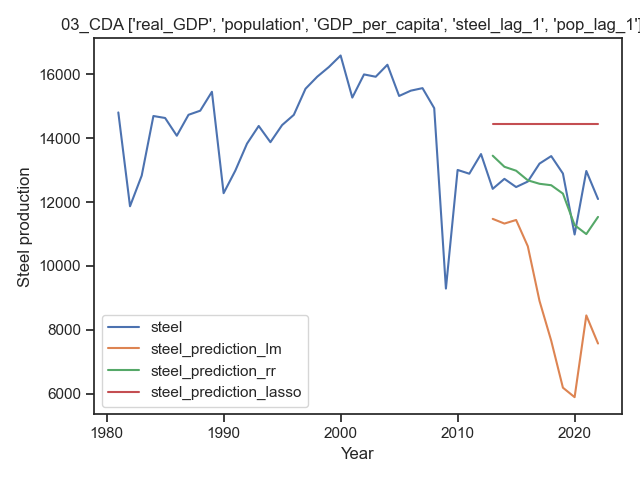 03_CDA ['real_GDP', 'population', 'GDP_per_capita', 'steel_lag_1', 'pop_lag_1']
16000
14000
12000
10000
8000
6000
Steel production
steel
steel_prediction_lm
steel_prediction_rr
steel_prediction_lasso
1980
1990
2000
2010
2020
Year